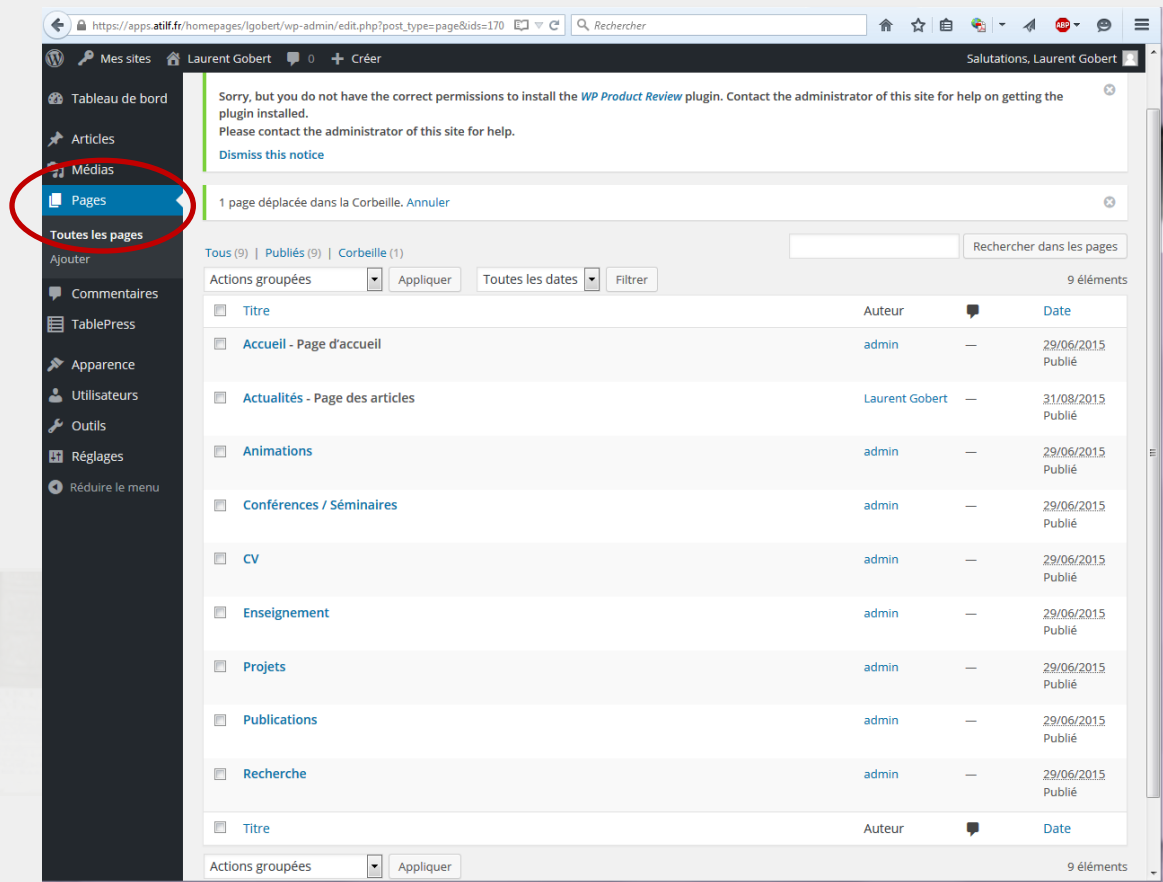 https://apps.atilf.fr/homepages/lgobert/wp-admin/edit.php?post_type=page&ids=170 Rechercher
ABP
Mes sites Laurent Gobert 0 + Créer Salutations, Laurent Gobert
Tableau de bord
Articles
Médias
Pages
Toutes les pages
Ajouter
Commentaires
TablePress
Apparence
Utilisateurs
Outils
Réglages
Réduire le menu
Sorry, but you do not have the correct permissions to install the WP Product Review plugin. Contact the administrator of this site for help on getting the
plugin installed.
Please contact the administrator of this site for help.
Dismiss this notice
1 page déplacée dans la Corbeille. Annuler
Tous (9) | Publiés (9) | Corbeille (1)
Rechercher dans les pages
Actions groupées Appliquer Toutes les dates Filtrer 9 éléments
Titre Auteur Date
Accueil - Page d'accueil admin — 29/06/2015
Publié
Actualités - Page des articles Laurent Gobert — 31/08/2015
Publié
Animations admin — 29/06/2015
Publié
Conférences / Séminaires admin — 29/06/2015
Publié
CV admin — 29/06/2015
Publié
Enseignement admin — 29/06/2015
Publié
Projets admin — 29/06/2015
Publié
Publications admin — 29/06/2015
Publié
Recherche admin — 29/06/2015
Publié
Titre Auteur Date
Actions groupées Appliquer 9 éléments